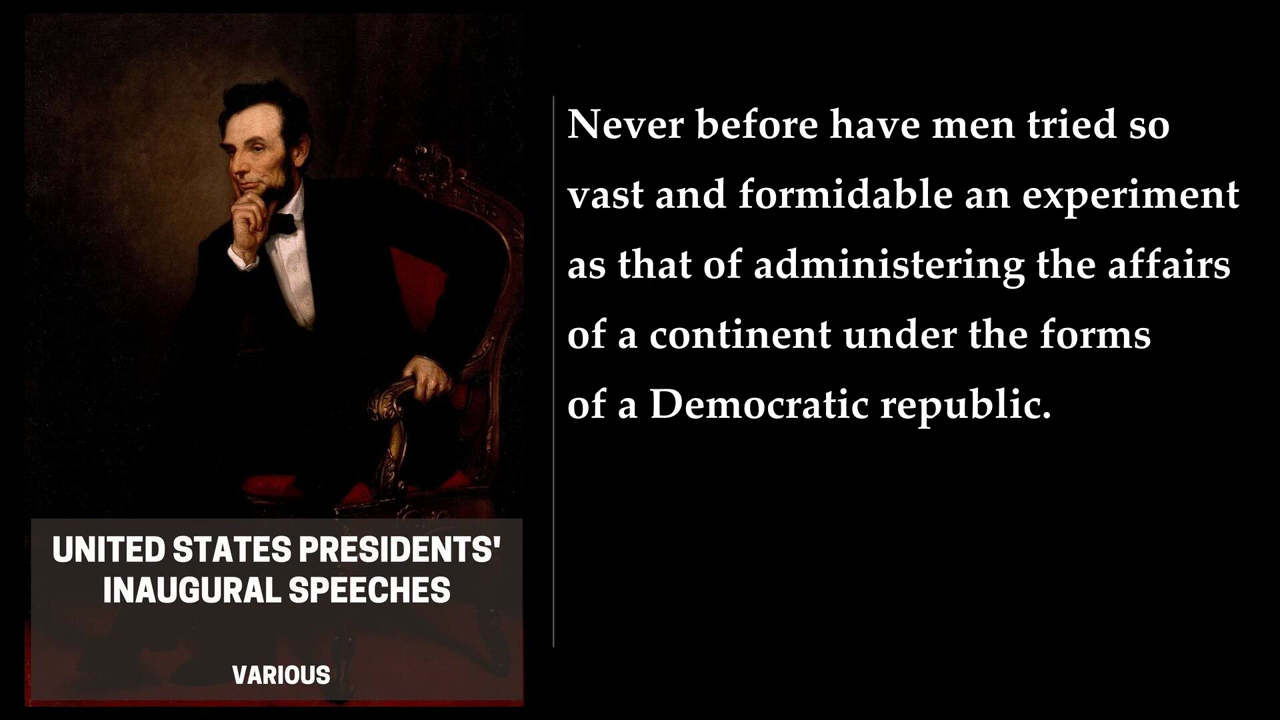 Never before have men tried so
vast and formidable an experiment
as that of administering the affairs
of a continent under the forms
of a Democratic republic.
UNITED STATES PRESIDENTS'
INAUGURAL SPEECHES
VARIOUS